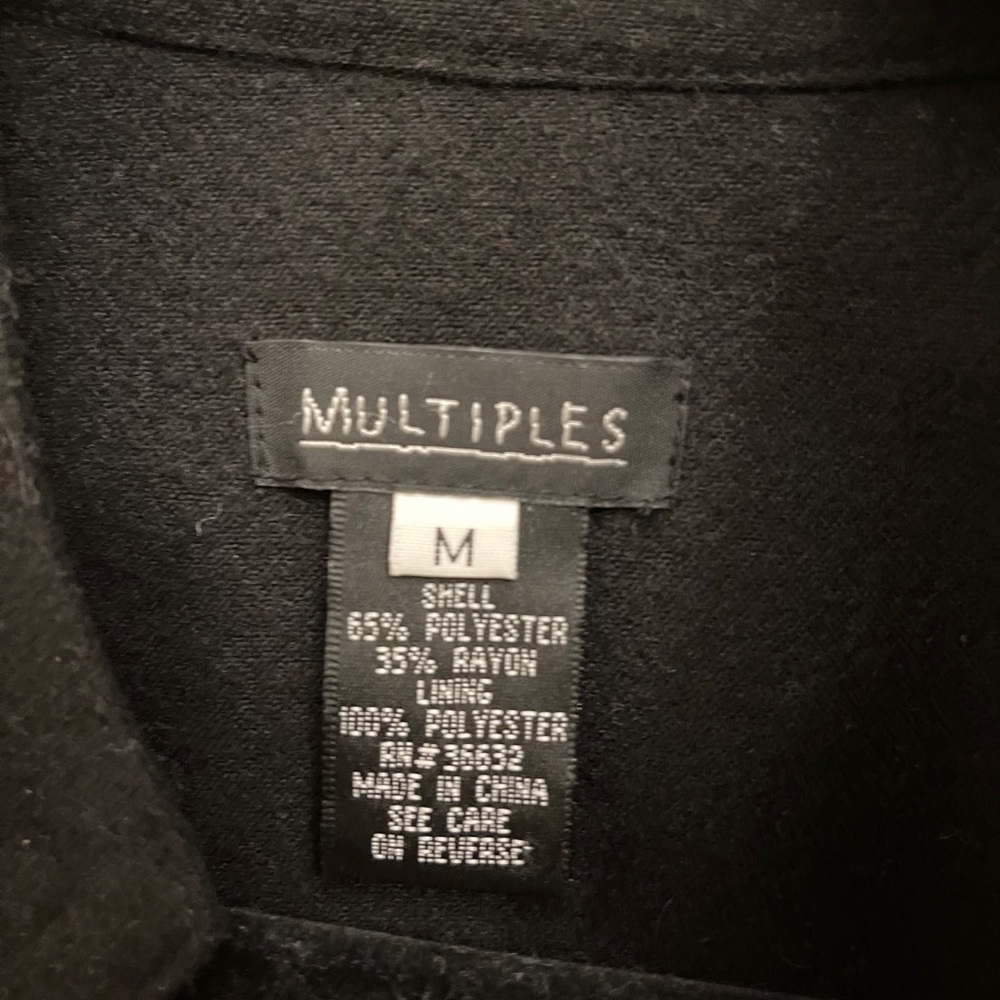 MULTIPLES
M
SHELL
65% POLYESTER
35% RAYON
LINING
100% POLYESTER
RN# 36632
MADE IN CHINA
SEE CARE
ON REVERSE